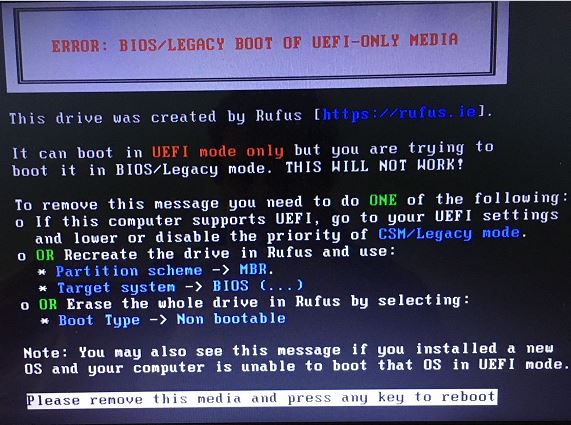 ERROR: BIOS/LEGACY BOOT OF UEFI-ONLY MEDIA
This drive was created by Rufus [https://rufus.ie].
It can boot in UEFI mode only but you are trying to
boot it in BIOS/Legacy mode. THIS WILL NOT WORK!
To remove this message you need to do ONE of the following:
o If this computer supports UEFI, go to your UEFI settings
and lower or disable the priority of CSM/Legacy mode.
o OR Recreate the drive in Rufus and use:
* Partition scheme -> MBR.
* Target system -> BIOS (...)
o OR Erase the whole drive in Rufus by selecting:
* Boot Type -> Non bootable
Note: You may also see this message if you installed a new
OS and your computer is unable to boot that OS in UEFI mode.
Please remove this media and press any key to reboot